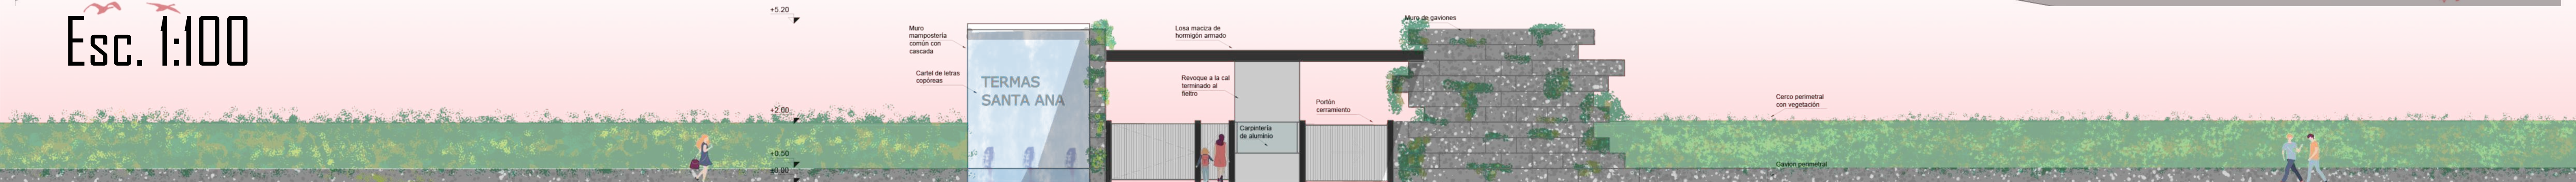 Esc. 1:100
+5.20
+2.00
+0.50
±0.00
Muro
mampostería
común con
cascada
Cartel de letras
copóreas
TERMAS
SANTA ANA
Losa maciza de
hormigón armado
Revoque a la cal
terminado al
fieltro
Carpintería
de aluminio
Portón
cerramiento
Muro de gaviones
Cerco perimetral
con vegetación
Gavion perimetral